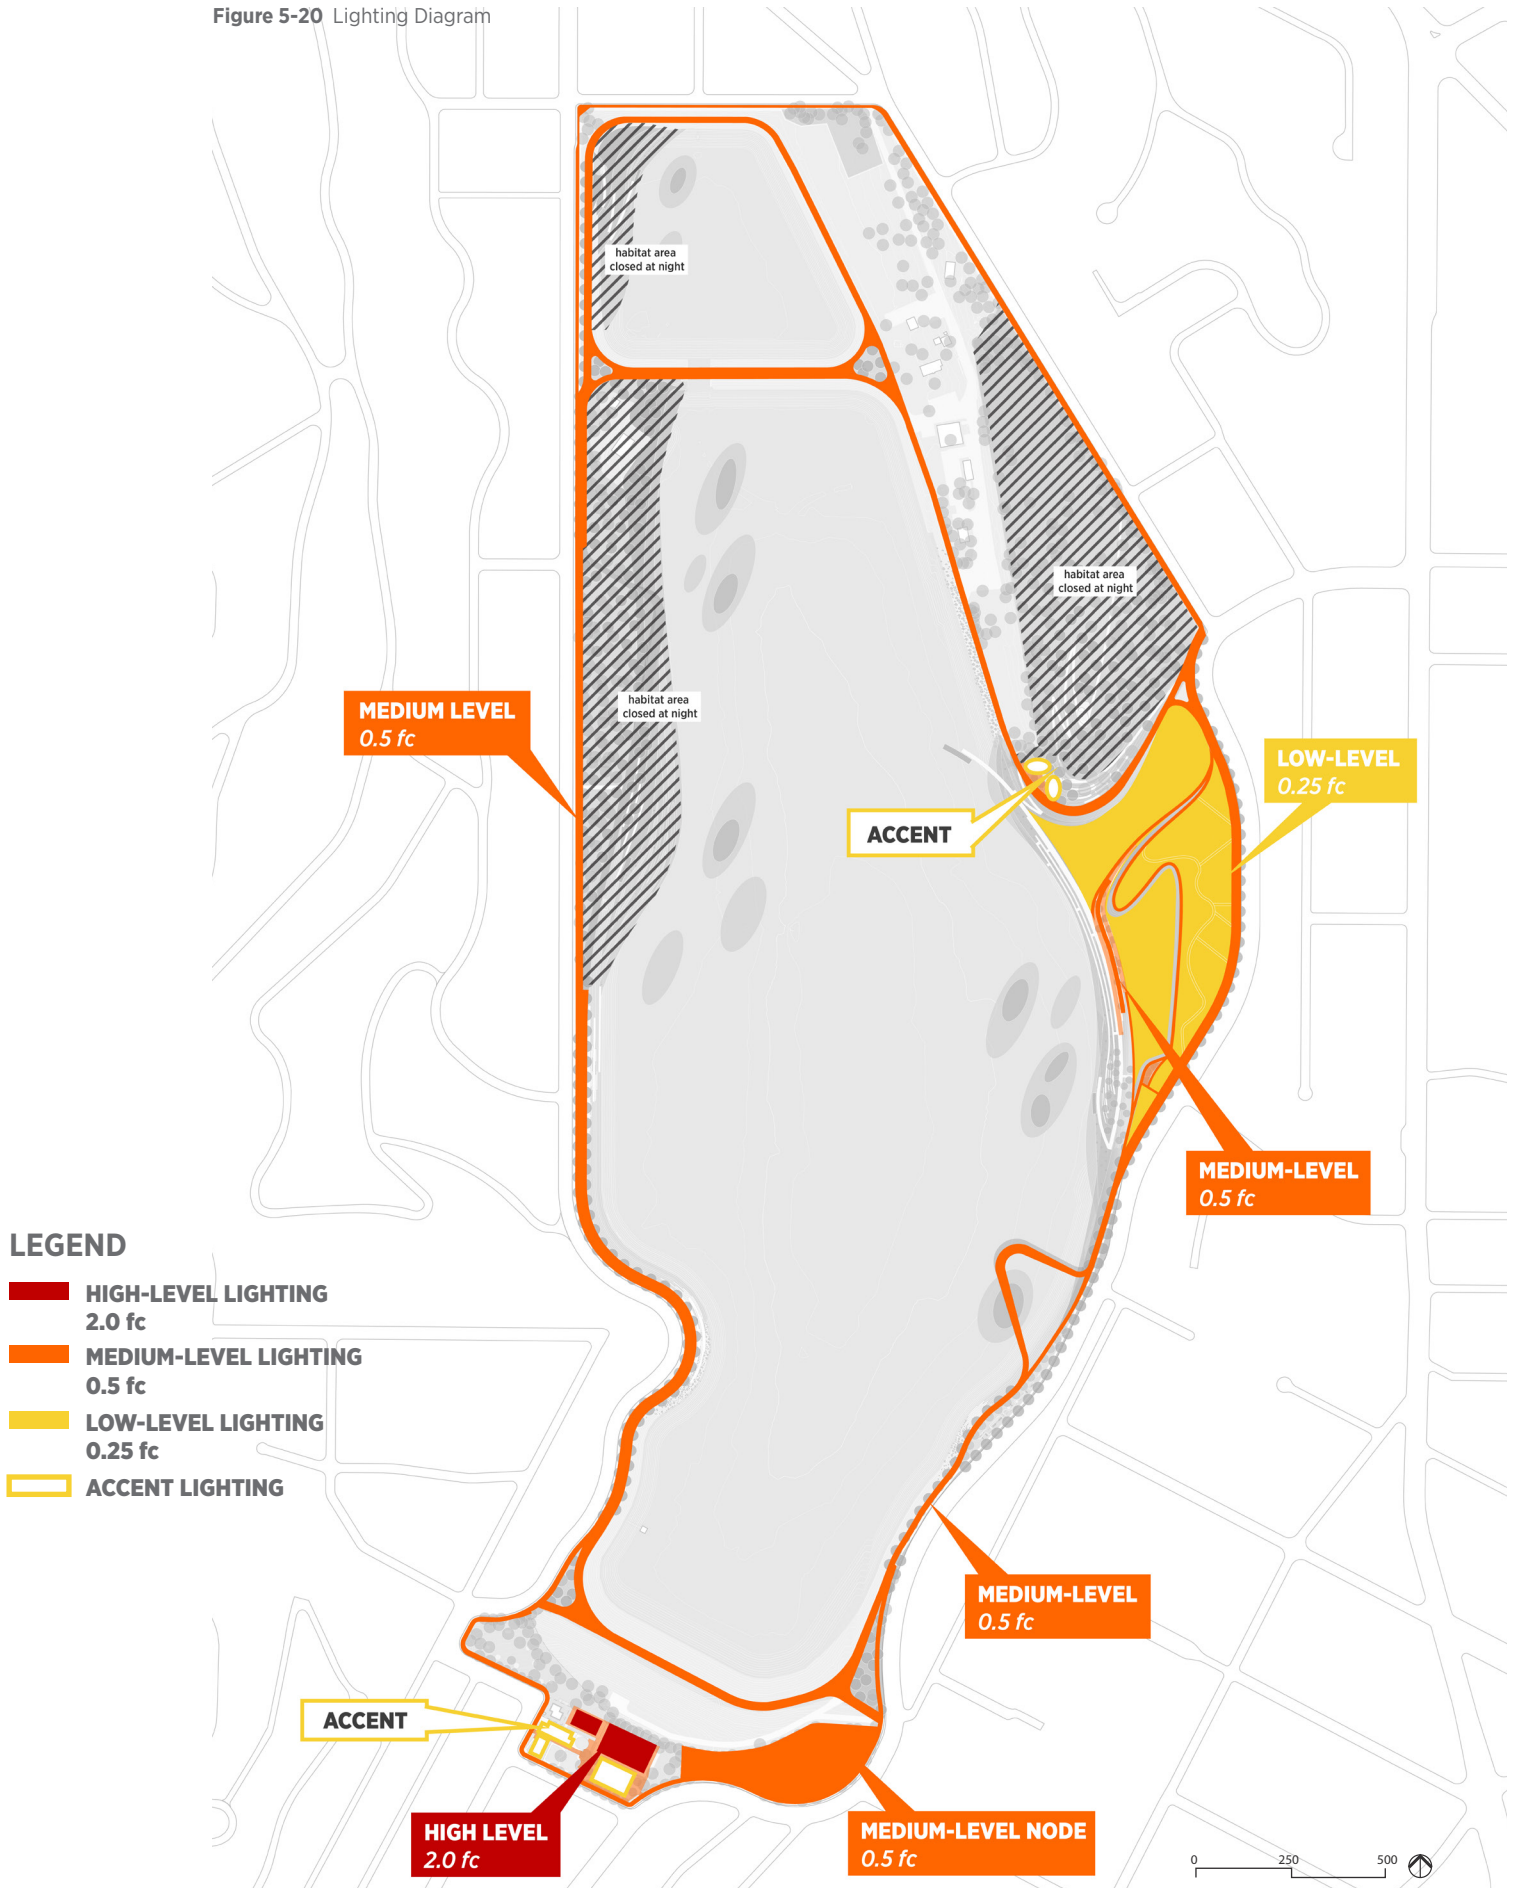 Figure 5-20 Lighting Diagram
habitat area
closed at night
habitat area
closed at night
habitat area
closed at night
MEDIUM LEVEL
0.5 fc
LOW-LEVEL
0.25 fc
ACCENT
MEDIUM-LEVEL
0.5 fc
LEGEND
HIGH-LEVEL LIGHTING
2.0 fc
MEDIUM-LEVEL LIGHTING
0.5 fc
LOW-LEVEL LIGHTING
0.25 fc
ACCENT LIGHTING
MEDIUM-LEVEL
0.5 fc
ACCENT
HIGH LEVEL
2.0 fc
MEDIUM-LEVEL NODE
0.5 fc
0 250 500